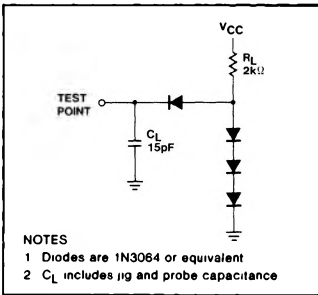 VCC
RL
2kΩ
TEST
POINT
CL
15pF
NOTES
1 Diodes are 1N3064 or equivalent
2 CL includes jig and probe capacitance